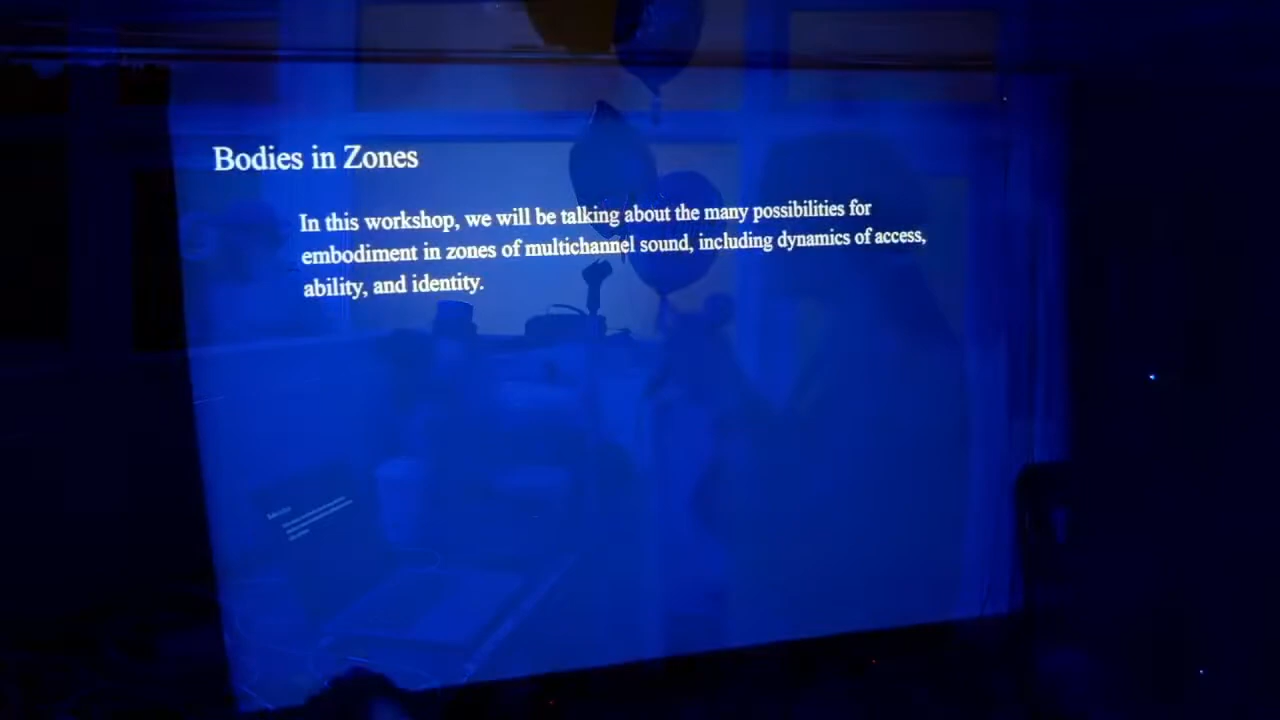 Bodies in Zones
In this workshop, we will be talking about the many possibilities for
embodiment in zones of multichannel sound, including dynamics of access,
ability, and identity.